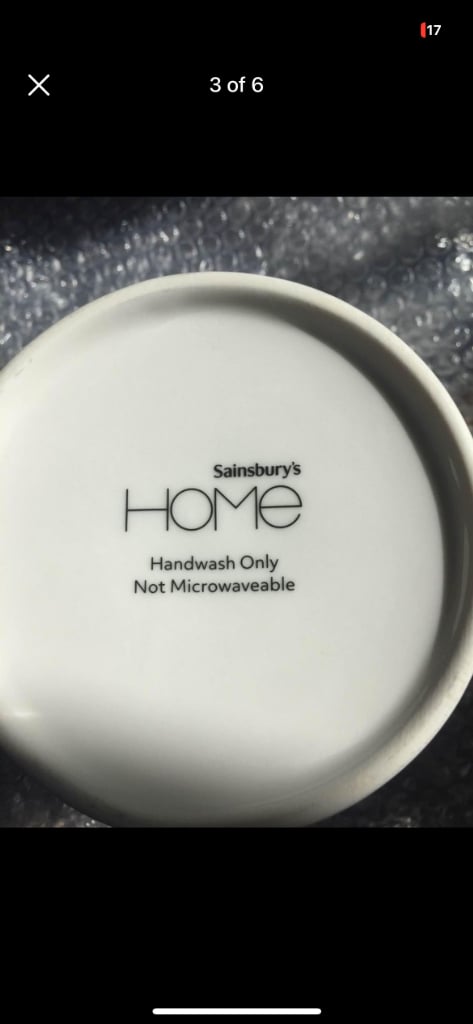 17
3 of 6
Sainsbury's
HOME
Handwash Only
Not Microwaveable